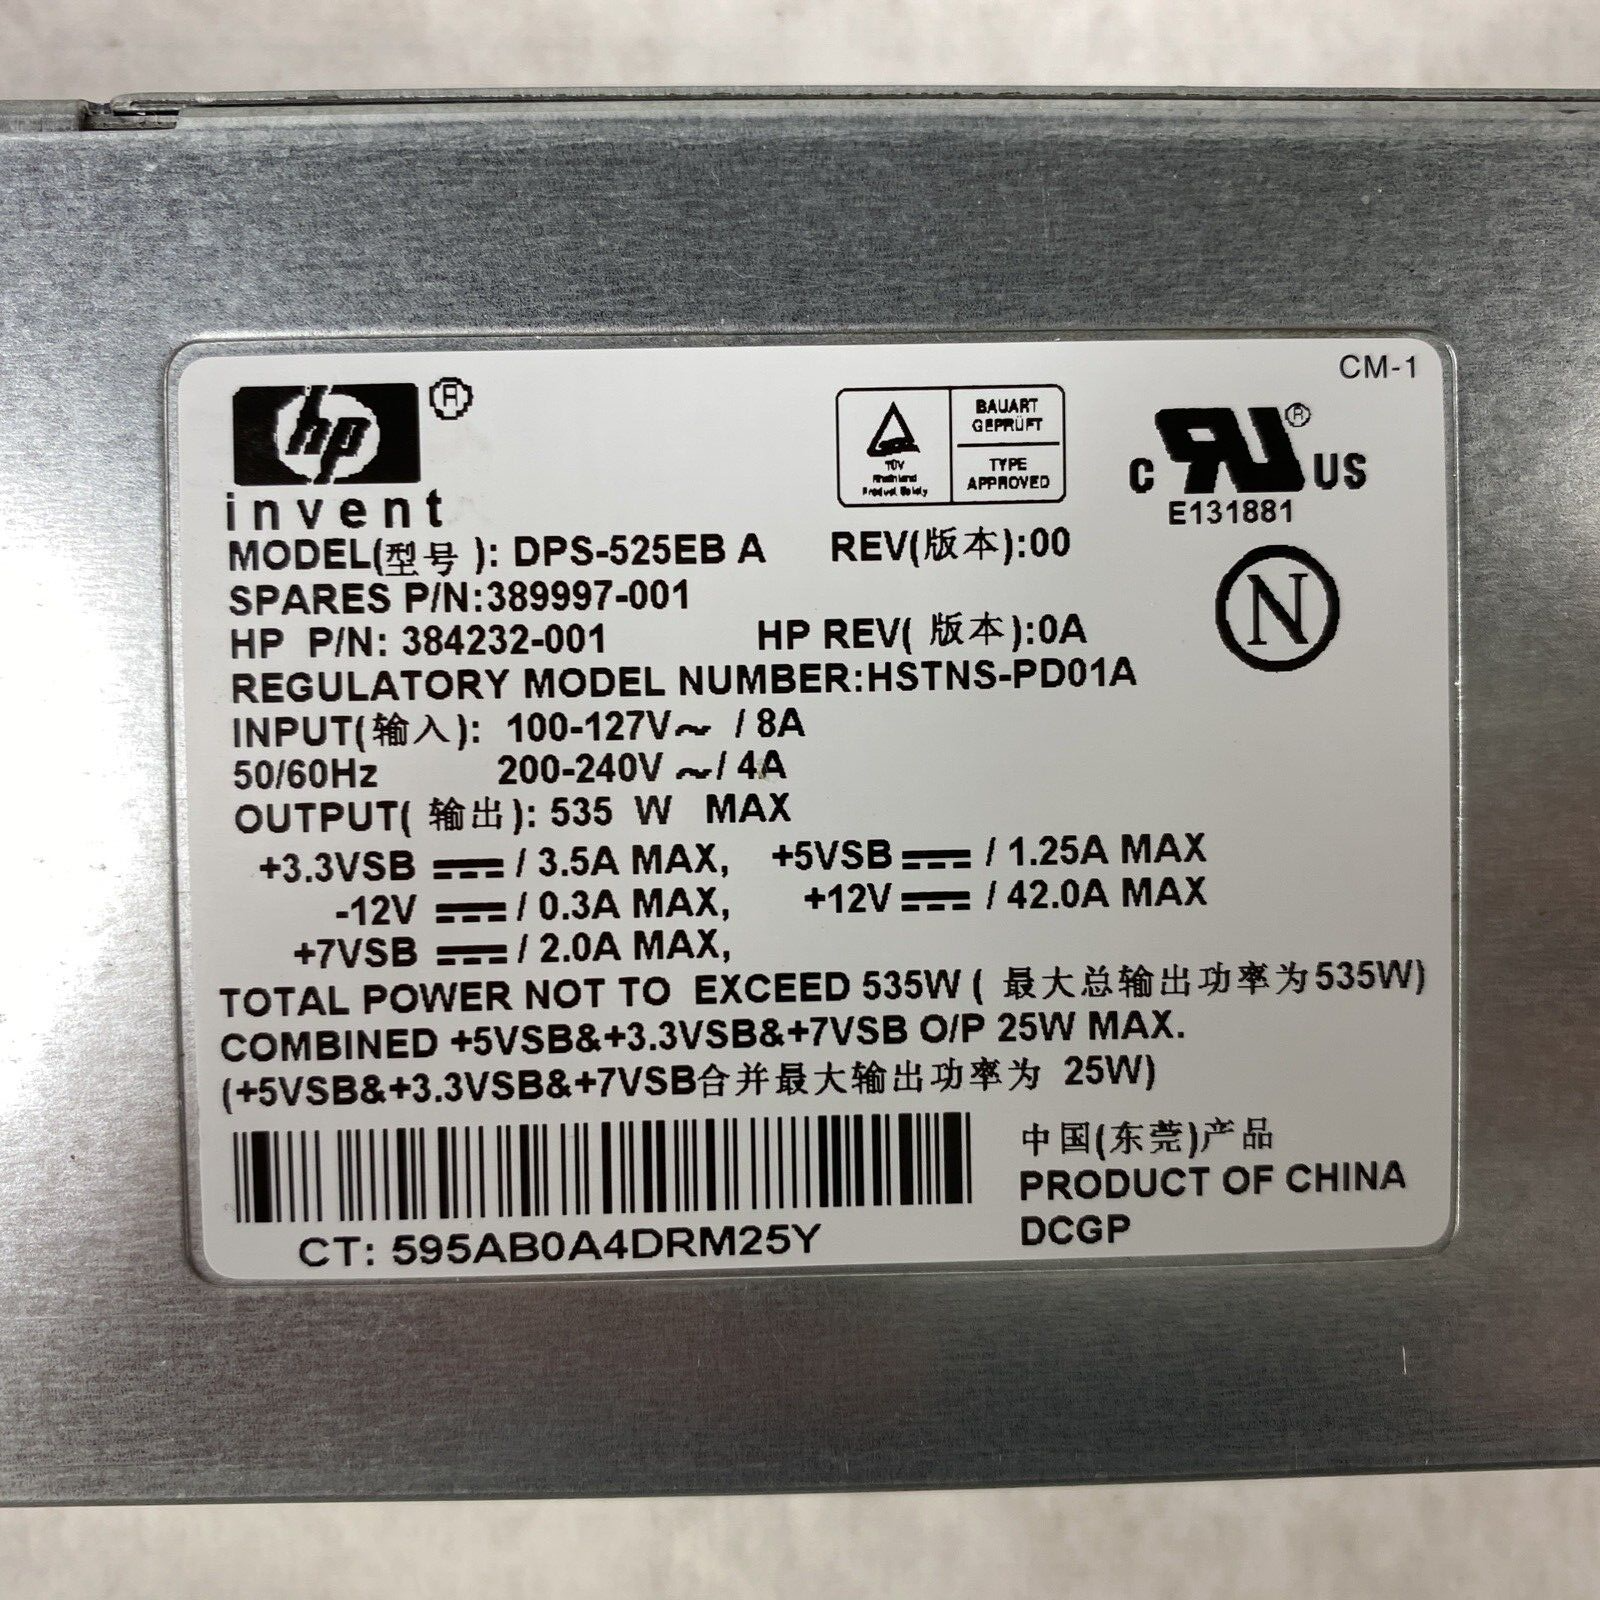 CM-1
hp ®
invent
TÜV
Rheinland
Product Safety
BAUART
GEPRÜFT
TYPE
APPROVED
C RU ® US
E131881
MODEL(型号 ): DPS-525EB A REV(版本):00
SPARES P/N:389997-001
HP P/N: 384232-001 HP REV( 版本):0A
N
REGULATORY MODEL NUMBER:HSTNS-PD01A
INPUT(输入): 100-127V~ / 8A
50/60Hz 200-240V ~/ 4A
OUTPUT( 输出): 535 W MAX
+3.3VSB ⎓ / 3.5A MAX, +5VSB ⎓ / 1.25A MAX
-12V ⎓ / 0.3A MAX, +12V ⎓ / 42.0A MAX
+7VSB ⎓ / 2.0A MAX,
TOTAL POWER NOT TO EXCEED 535W ( 最大总输出功率为535W)
COMBINED +5VSB&+3.3VSB&+7VSB O/P 25W MAX.
(+5VSB&+3.3VSB&+7VSB合并最大输出功率为 25W)
CT: 595AB0A4DRM25Y
中国(东莞)产品
PRODUCT OF CHINA
DCGP